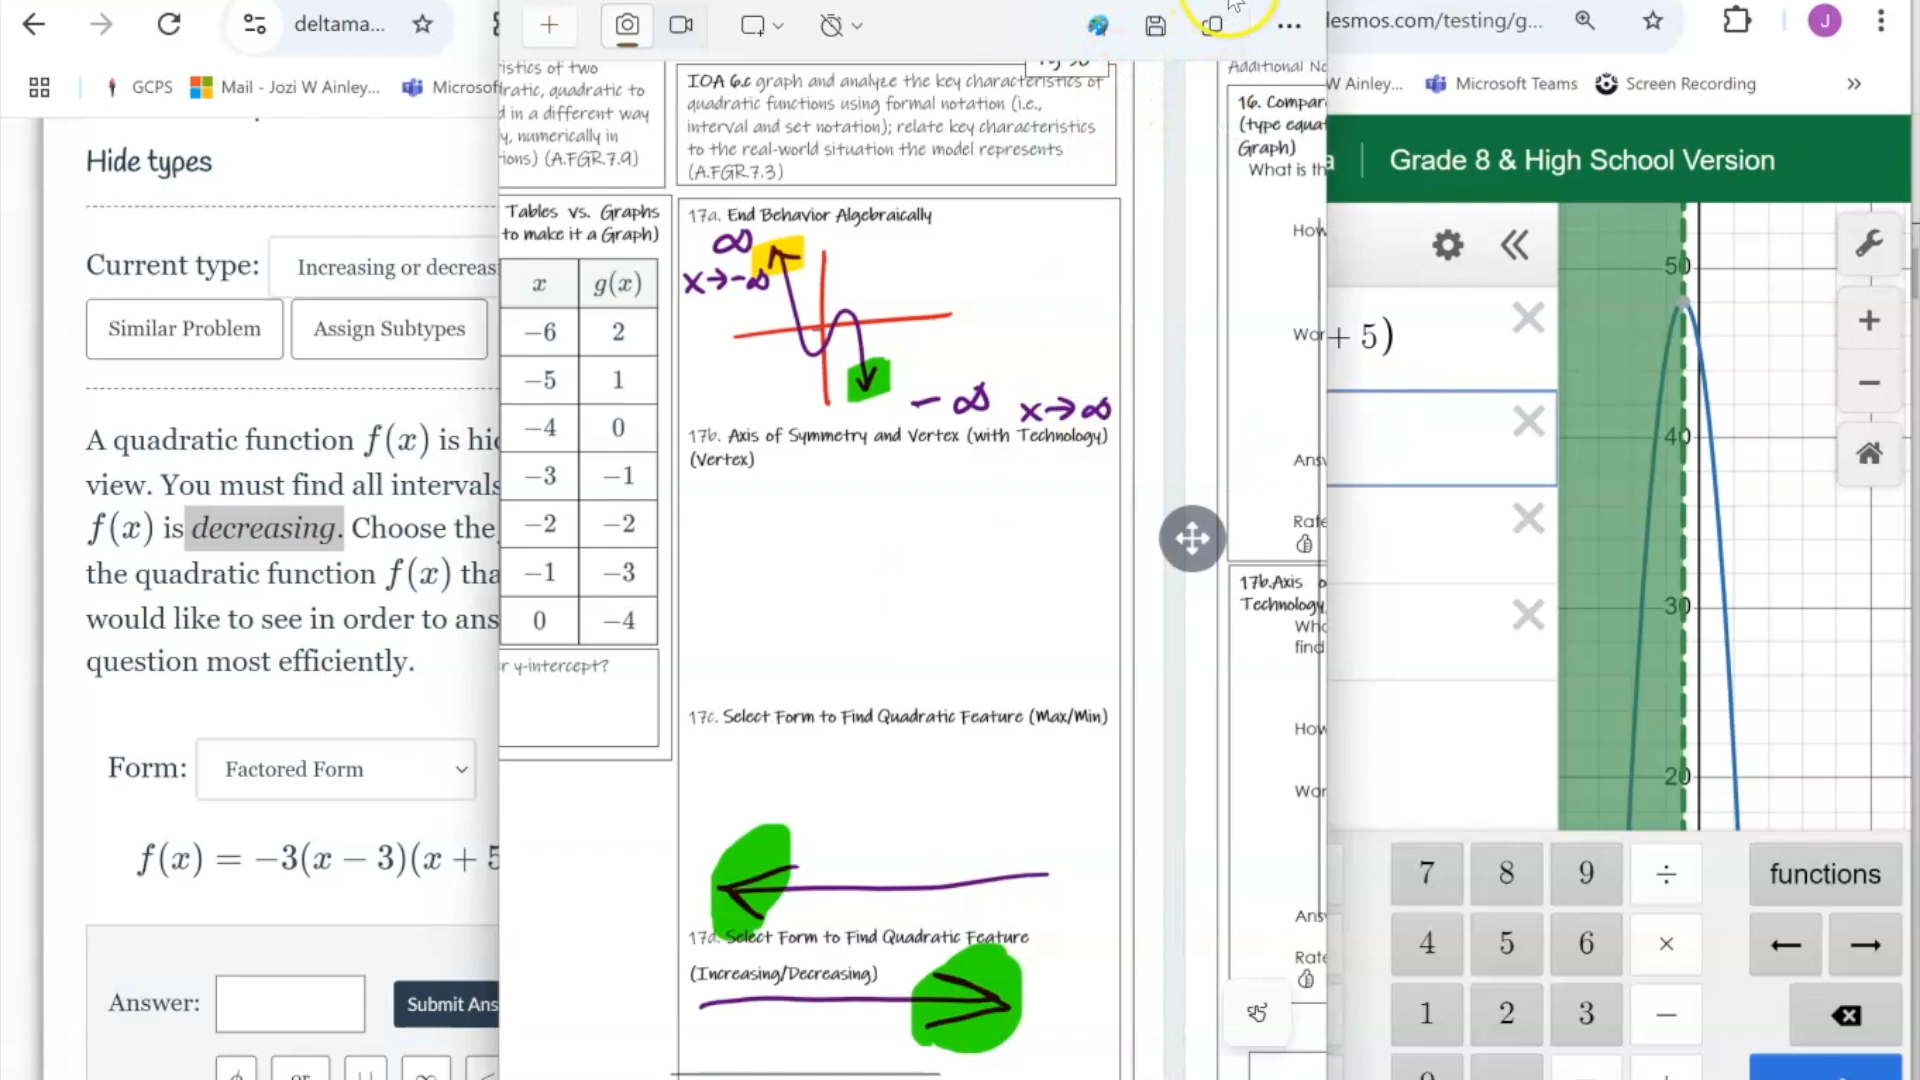 deltama...
GCPS
Mail - Jozi W Ainley...
Microsof
Hide types
Current type:
Increasing or decreas
Similar Problem
Assign Subtypes
A quadratic function f(x) is hi
view. You must find all intervals
f(x) is decreasing. Choose the
the quadratic function f(x) tha
would like to see in order to ans
question most efficiently.
Form:
Factored Form
f(x) = −3(x − 3)(x + 5
Answer:
Submit Ans
or
∞
istics of two
ratic, quadratic to
d in a different way
y, numerically in
ions) (A.FGR.7.9)
Tables vs. Graphs
to make it a Graph)
x g(x)
−6 2
−5 1
−4 0
−3 −1
−2 −2
−1 −3
0 −4
r y-intercept?
IOA 6.c graph and analyze the key characteristics of
quadratic functions using formal notation (i.e.,
interval and set notation); relate key characteristics
to the real-world situation the model represents
(A.FGR.7.3)
17a. End Behavior Algebraically
∞
x→-∞
-∞ x→∞
17b. Axis of Symmetry and Vertex (with Technology)
(Vertex)
17c. Select Form to Find Quadratic Feature (Max/Min)
17d. Select Form to Find Quadratic Feature
(Increasing/Decreasing)
Additional No
16. Compar
(type equat
Graph)
What is th
How
Wor
Answ
Rate
17b.Axis o
Technology
Who
find
How
Wor
Answ
Rate
lesmos.com/testing/g...
J
W Ainley...
Microsoft Teams
Screen Recording
a
Grade 8 & High School Version
+ 5)
50
40
30
20
7 8 9 ÷ functions
4 5 6 × ← →
1 2 3 −